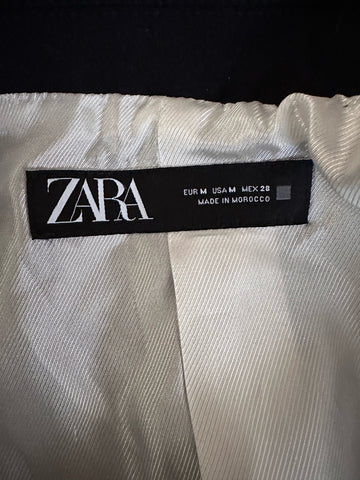 ZARA
EUR M USA M MEX 28
MADE IN MOROCCO